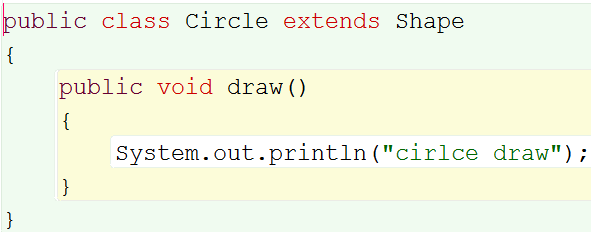 public class Circle extends Shape
{
public void draw()
{
System.out.println("cirlce draw");
}
}